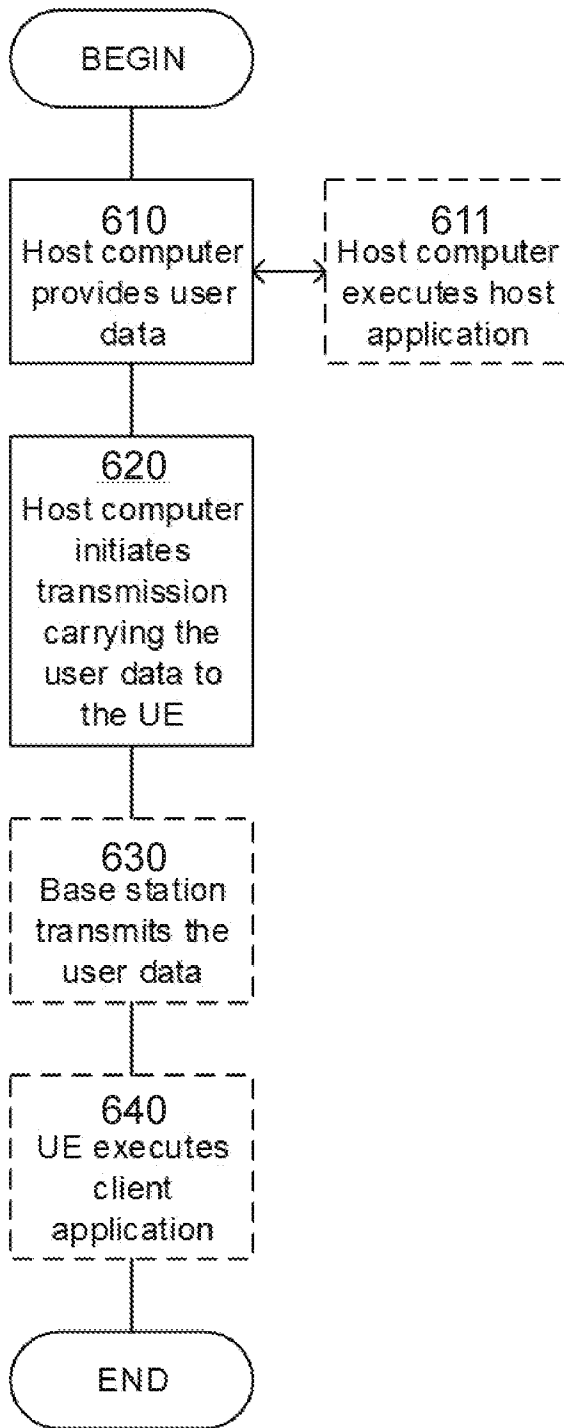 BEGIN
610
Host computer
provides user
data
611
Host computer
executes host
application
620
Host computer
initiates
transmission
carrying the
user data to
the UE
630
Base station
transmits the
user data
640
UE executes
client
application
END